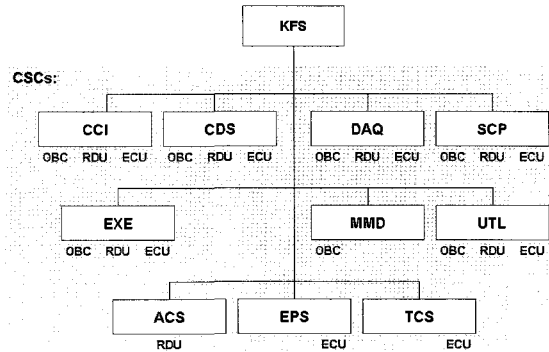 KFS
CSCs:
CCI CDS DAQ SCP
OBC RDU ECU OBC RDU ECU OBC RDU ECU OBC RDU ECU
EXE MMD UTL
OBC RDU ECU OBC OBC RDU ECU
ACS EPS TCS
RDU ECU ECU